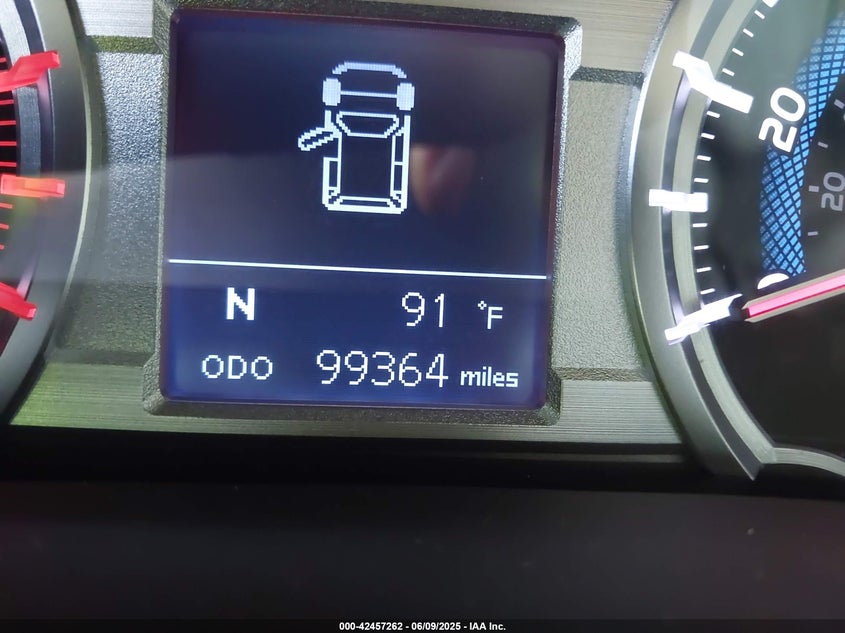 N 91 °F
ODO 99364 miles
20
20
000-42457262 - 06/09/2025 - IAA Inc.